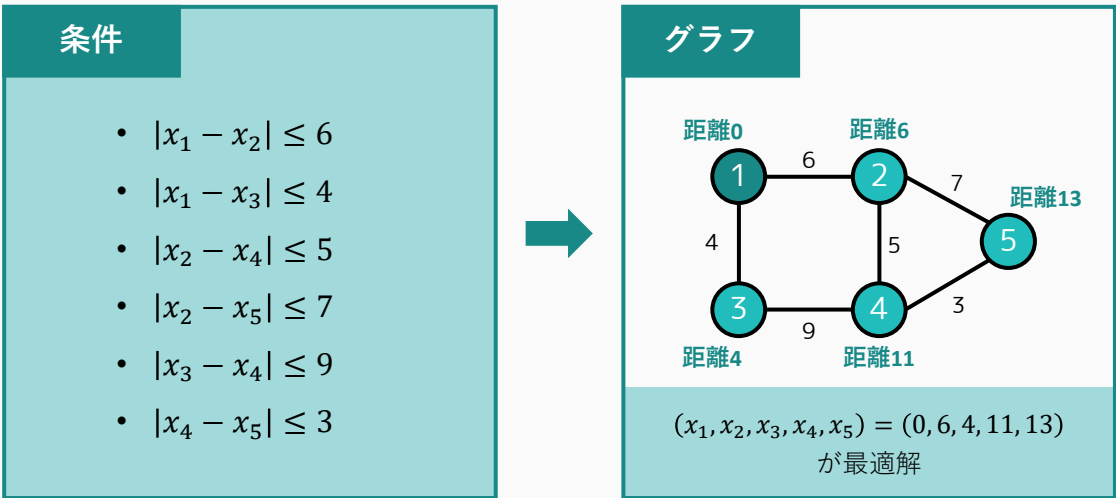 条件
• |x₁ − x₂| ≤ 6
• |x₁ − x₃| ≤ 4
• |x₂ − x₄| ≤ 5
• |x₂ − x₅| ≤ 7
• |x₃ − x₄| ≤ 9
• |x₄ − x₅| ≤ 3
グラフ
距離0
距離6
1
6
2
7
距離13
5
4
5
3
9
4
3
距離4
距離11
(x₁, x₂, x₃, x₄, x₅) = (0, 6, 4, 11, 13)
が最適解